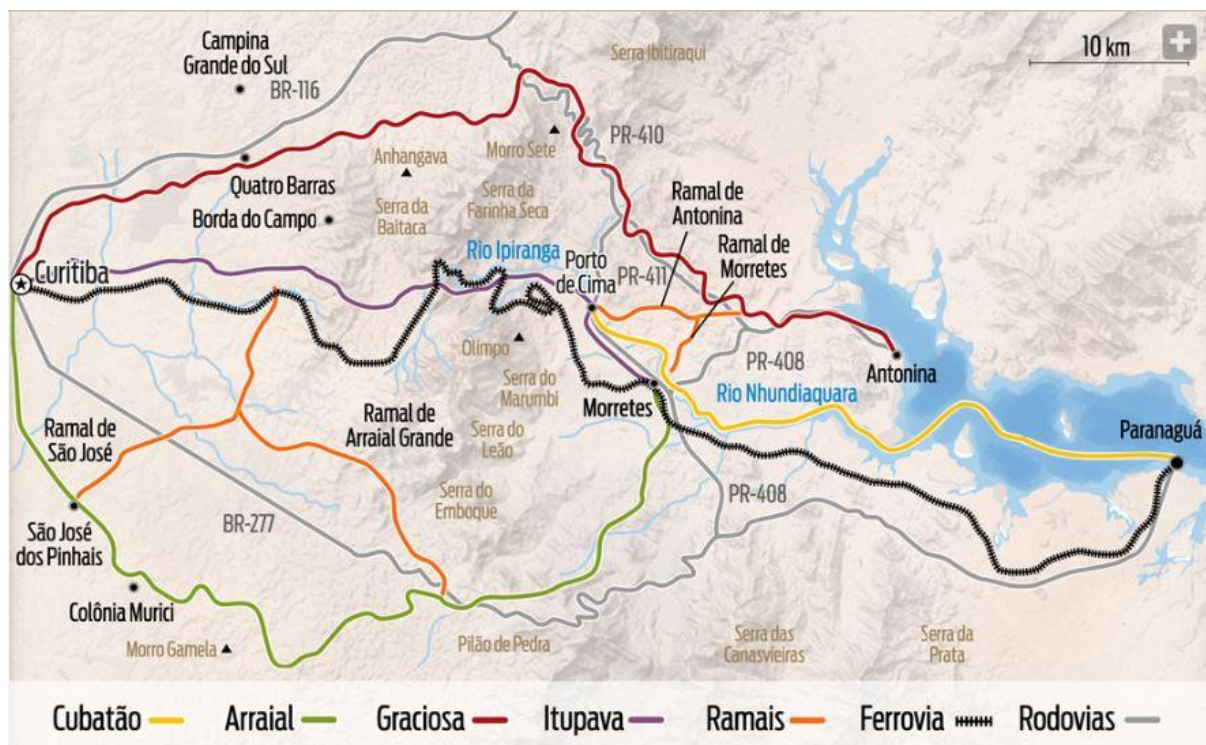 Campina
Grande do Sul
BR-116
Serra Ibitiraqui
10 km
+
Anhangava
Morro Sete
PR-410
Quatro Barras
Borda do Campo
Serra da
Baitaca
Serra da
Farinha Seca
Ramal de
Antonina
Ramal de
Morretes
Curitiba
Rio Ipiranga
Porto
de Cima
PR-411
Olimpo
Serra do
Marumbi
PR-408
Antonina
Morretes
Rio Nhundiaquara
Ramal de
São José
Ramal de
Arraial Grande
Serra do
Leão
Paranaguá
Serra do
Emboque
PR-408
BR-277
São José
dos Pinhais
Colônia Murici
Morro Gamela
Pilão de Pedra
Serra das
Canasvieiras
Serra da
Prata
Cubatão
Arraial
Graciosa
Itupava
Ramais
Ferrovia
Rodovias